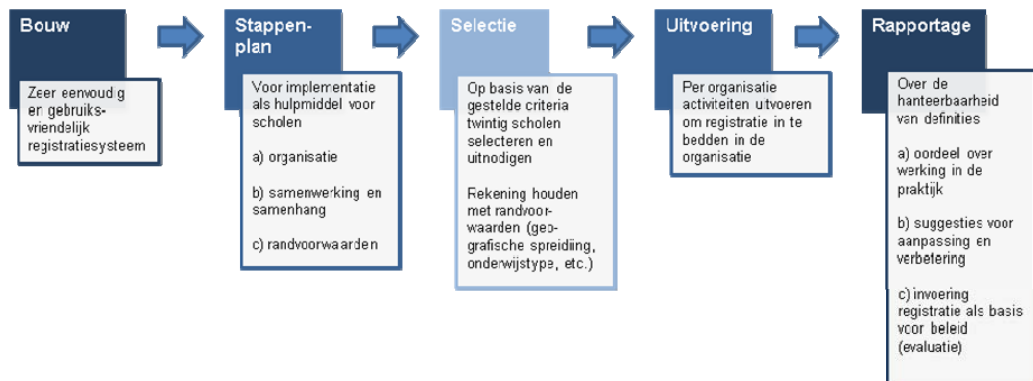 Bouw
Zeer eenvoudig
en gebruiks-
vriendelijk
registratiesysteem
Stappen-
plan
Voor implementatie
als hulpmiddel voor
scholen
a) organisatie
b) samenwerking en
samenhang
c) randvoorwaarden
Selectie
Op basis van de
gestelde criteria
twintig scholen
selecteren en
uitnodigen
Rekening houden
met randvoor-
waarden (geo-
grafische spreidiing,
onderwijstype, etc.)
Uitvoering
Per organisatie
activiteiten uitvoeren
om registratie in te
bedden in de
organisatie
Rapportage
Over de
hanteerbaarheid
van definities
a) oordeel over
werking in de
praktijk
b) suggesties voor
aanpassing en
verbetering
c) invoering
registratie als basis
voor beleid
(evaluatie)